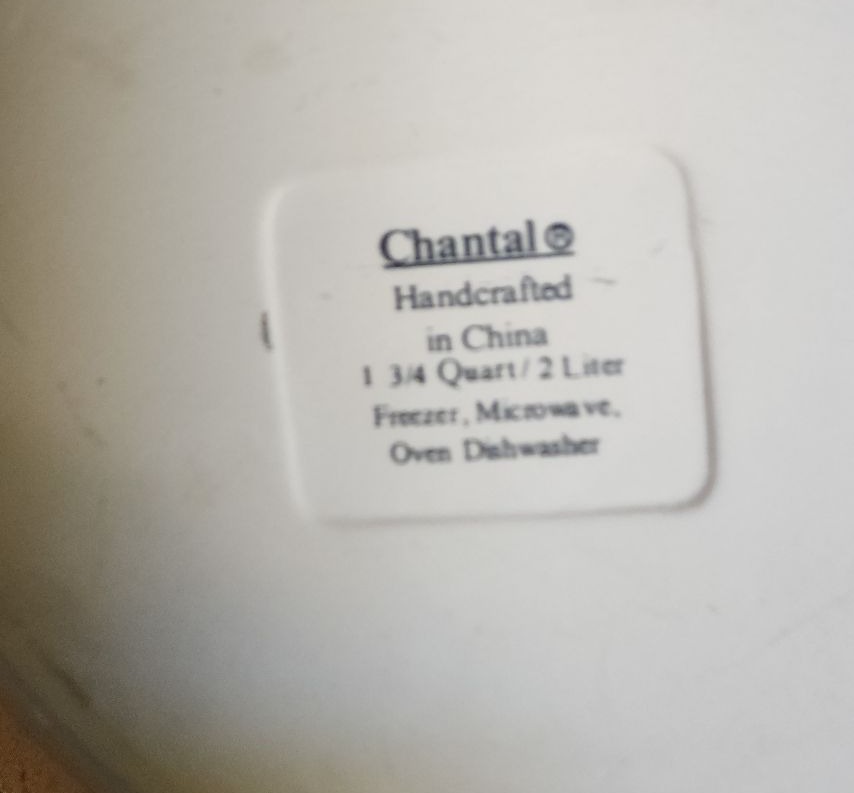 Chantal®
Handcrafted
in China
1 3/4 Quart / 2 Liter
Freezer, Microwave,
Oven Dishwasher